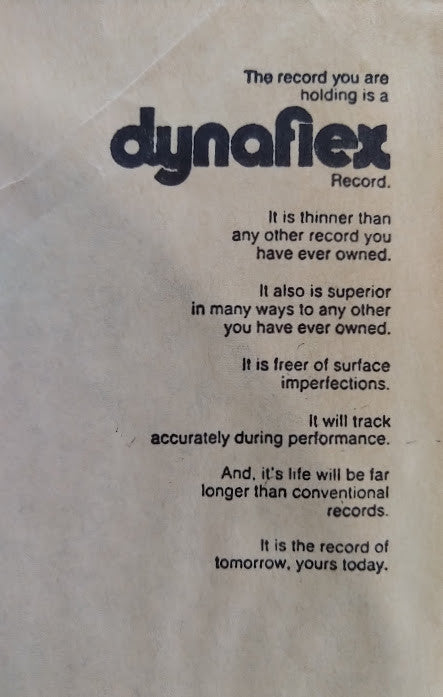 The record you are
holding is a
dynaflex
Record.
It is thinner than
any other record you
have ever owned.
It also is superior
in many ways to any other
you have ever owned.
It is freer of surface
imperfections.
It will track
accurately during performance.
And, it's life will be far
longer than conventional
records.
It is the record of
tomorrow, yours today.